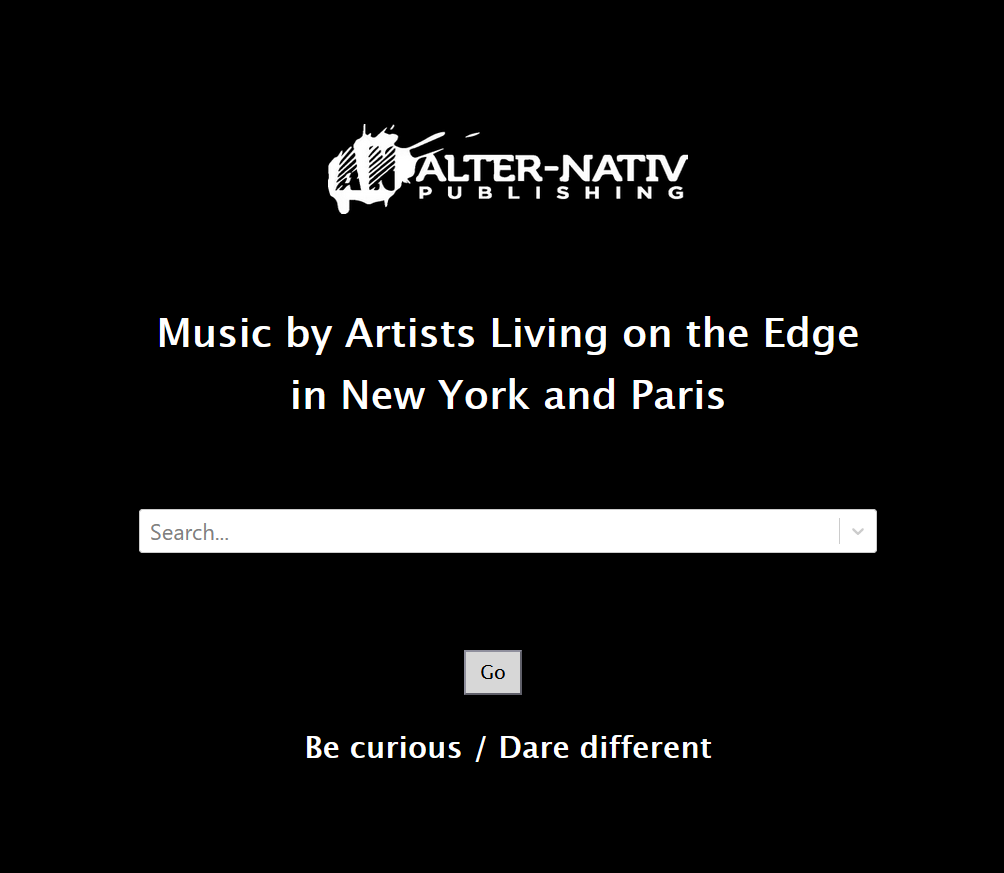 ALTER-NATIV
PUBLISHING
Music by Artists Living on the Edge
in New York and Paris
Search...
Go
Be curious / Dare different